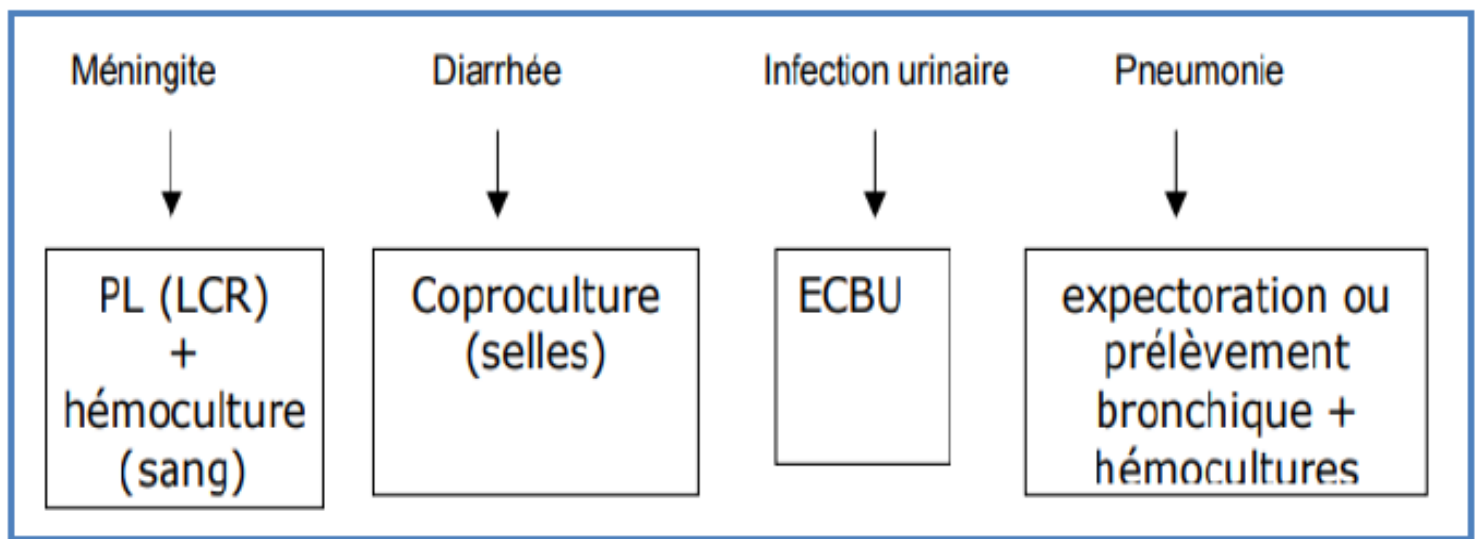 Méningite
Diarrhée
Infection urinaire
Pneumonie
PL (LCR)
+
hémoculture
(sang)
Coproculture
(selles)
ECBU
expectoration ou
prélèvement
bronchique +
hémocultures